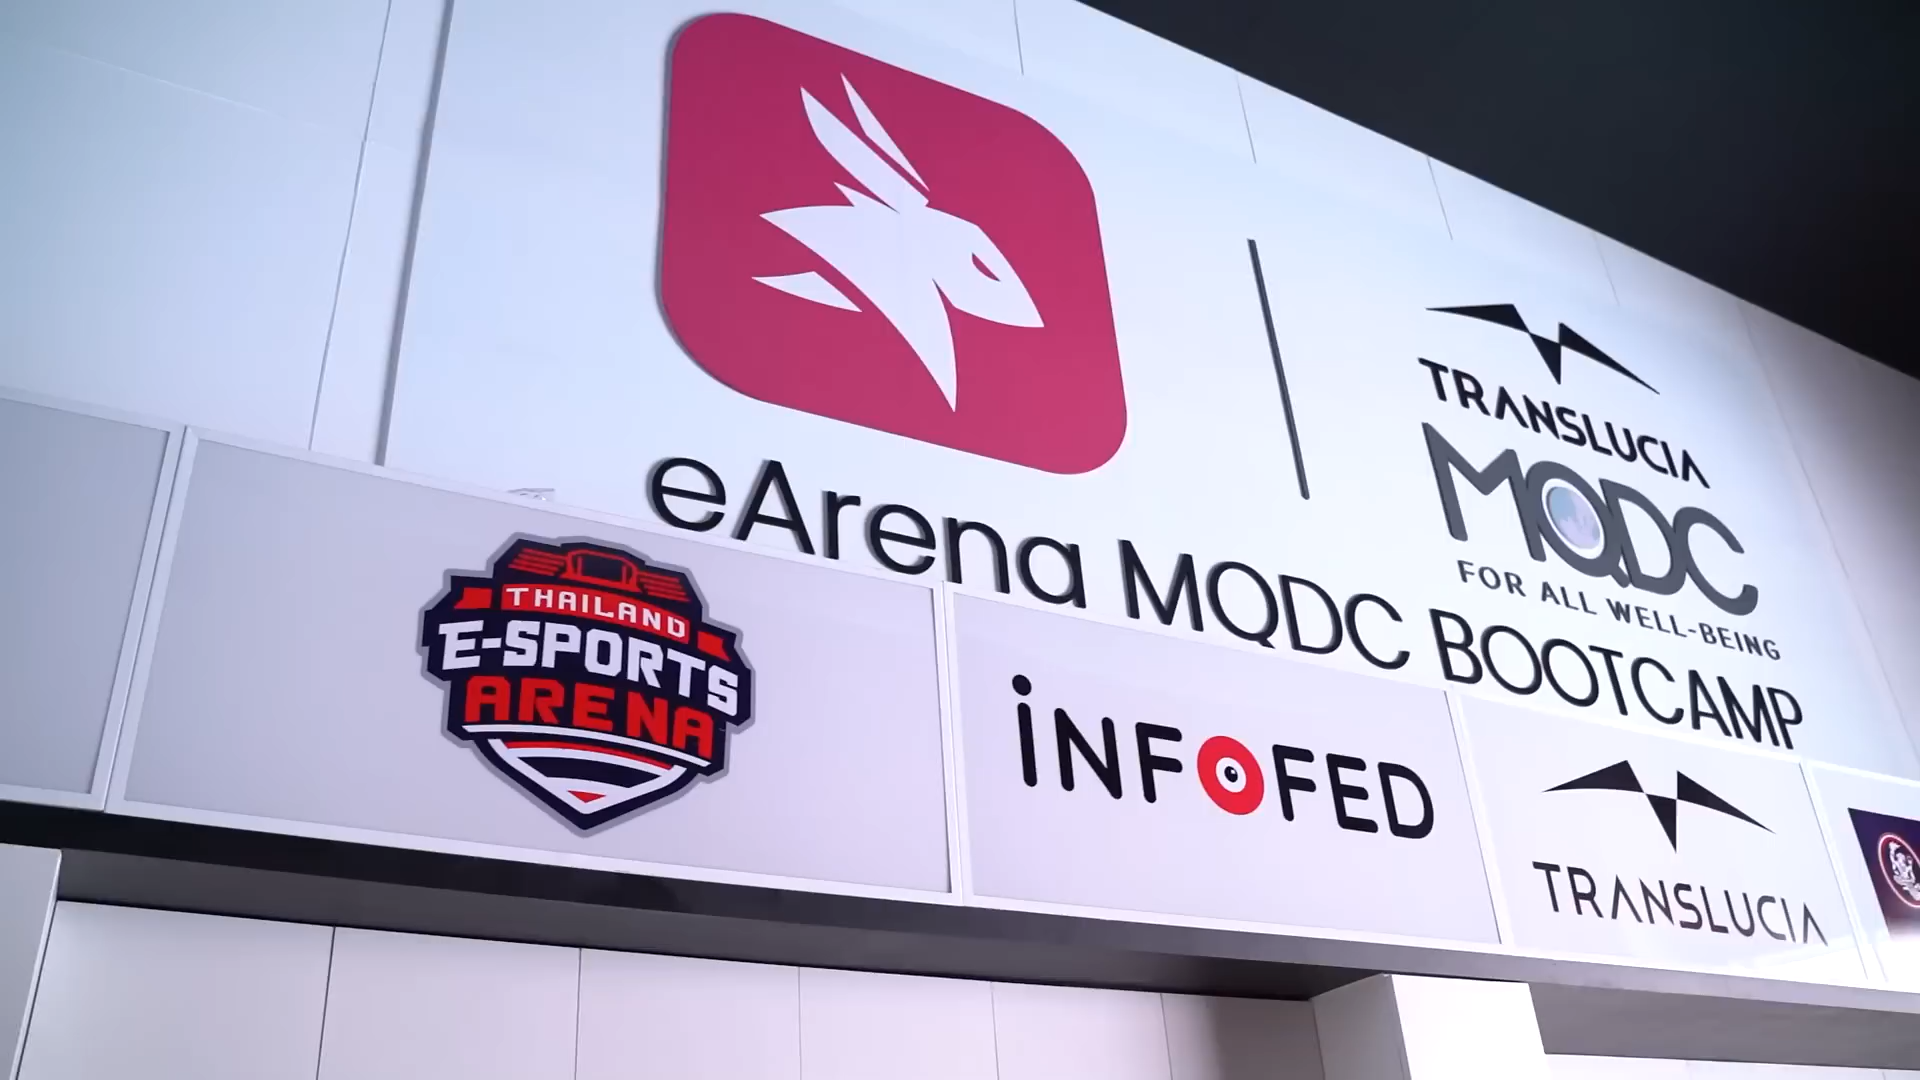 eArena MQDC BOOTCAMP
TRANSLUCIA
MQDC
FOR ALL WELL-BEING
THAILAND
E-SPORTS
ARENA
iNFOFED
TRANSLUCIA